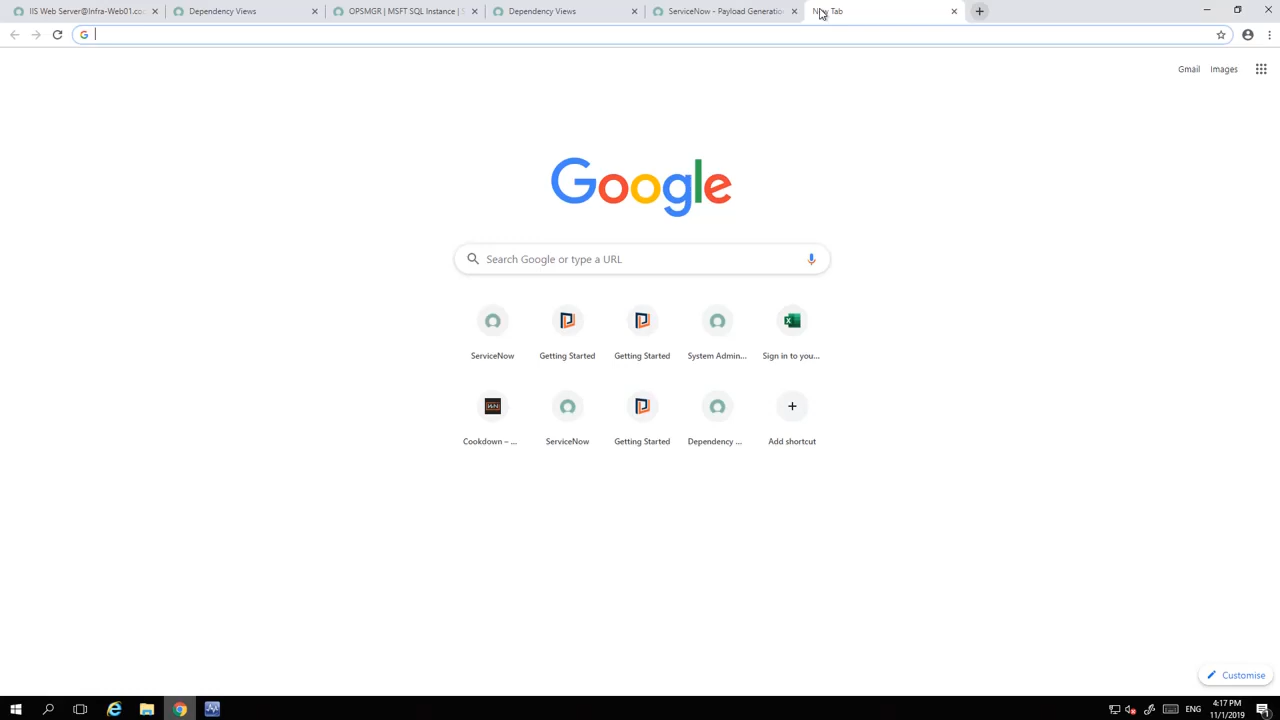 IIS Web Server@Infra-Web01.co
Dependency Views
OPSMGR | MSFT SQL Instance | S
Dependency Views
ServiceNow - Payload Generatio
New Tab
Gmail
Images
Google
Search Google or type a URL
ServiceNow
Getting Started
Getting Started
System Admin...
Sign in to you...
Cookdown – ...
ServiceNow
Getting Started
Dependency ...
Add shortcut
Customise
ENG
4:17 PM
11/1/2019